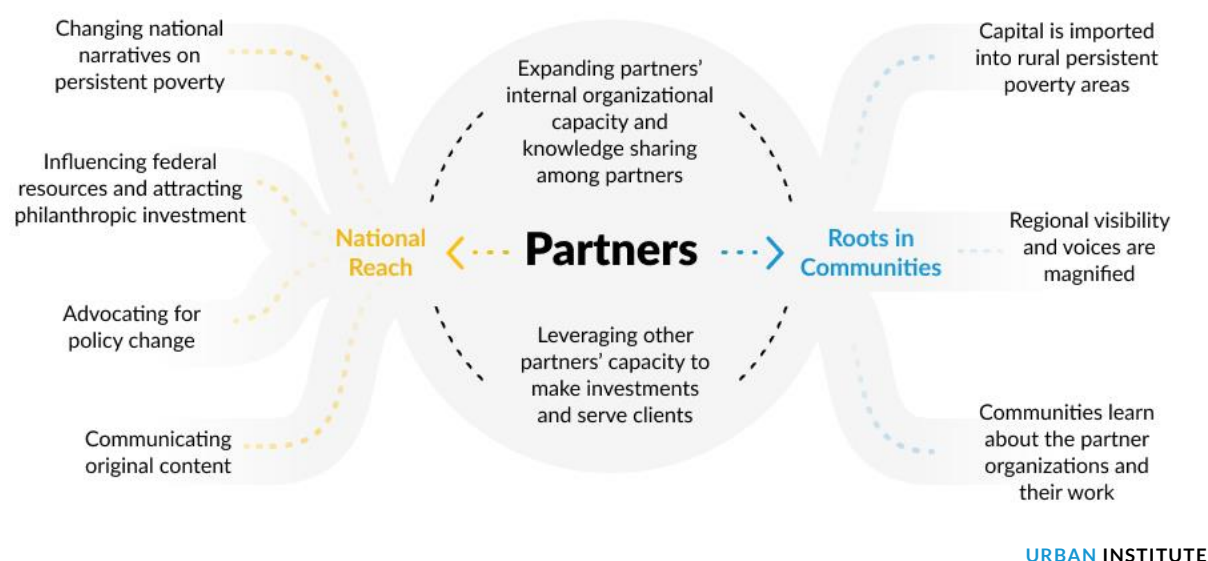 Changing national
narratives on
persistent poverty
Influencing federal
resources and attracting
philanthropic investment
Advocating for
policy change
Communicating
original content
National
Reach
Expanding partners’
internal organizational
capacity and
knowledge sharing
among partners
Partners
Leveraging other
partners’ capacity to
make investments
and serve clients
Roots in
Communities
Capital is imported
into rural persistent
poverty areas
Regional visibility
and voices are
magnified
Communities learn
about the partner
organizations and
their work
URBAN INSTITUTE